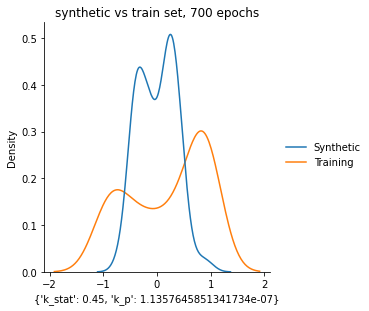 synthetic vs train set, 700 epochs
0.5
0.4
0.3
0.2
0.1
0.0
Density
−2
−1
0
1
2
{'k_stat': 0.45, 'k_p': 1.1357645851341734e-07}
Synthetic
Training